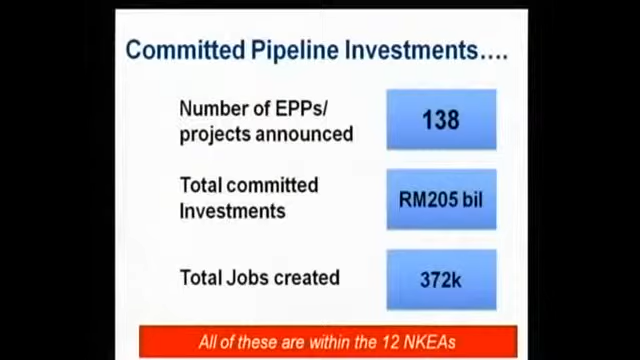 Committed Pipeline Investments....
Number of EPPs/
projects announced
138
Total committed
Investments
RM205 bil
Total Jobs created
372k
All of these are within the 12 NKEAs